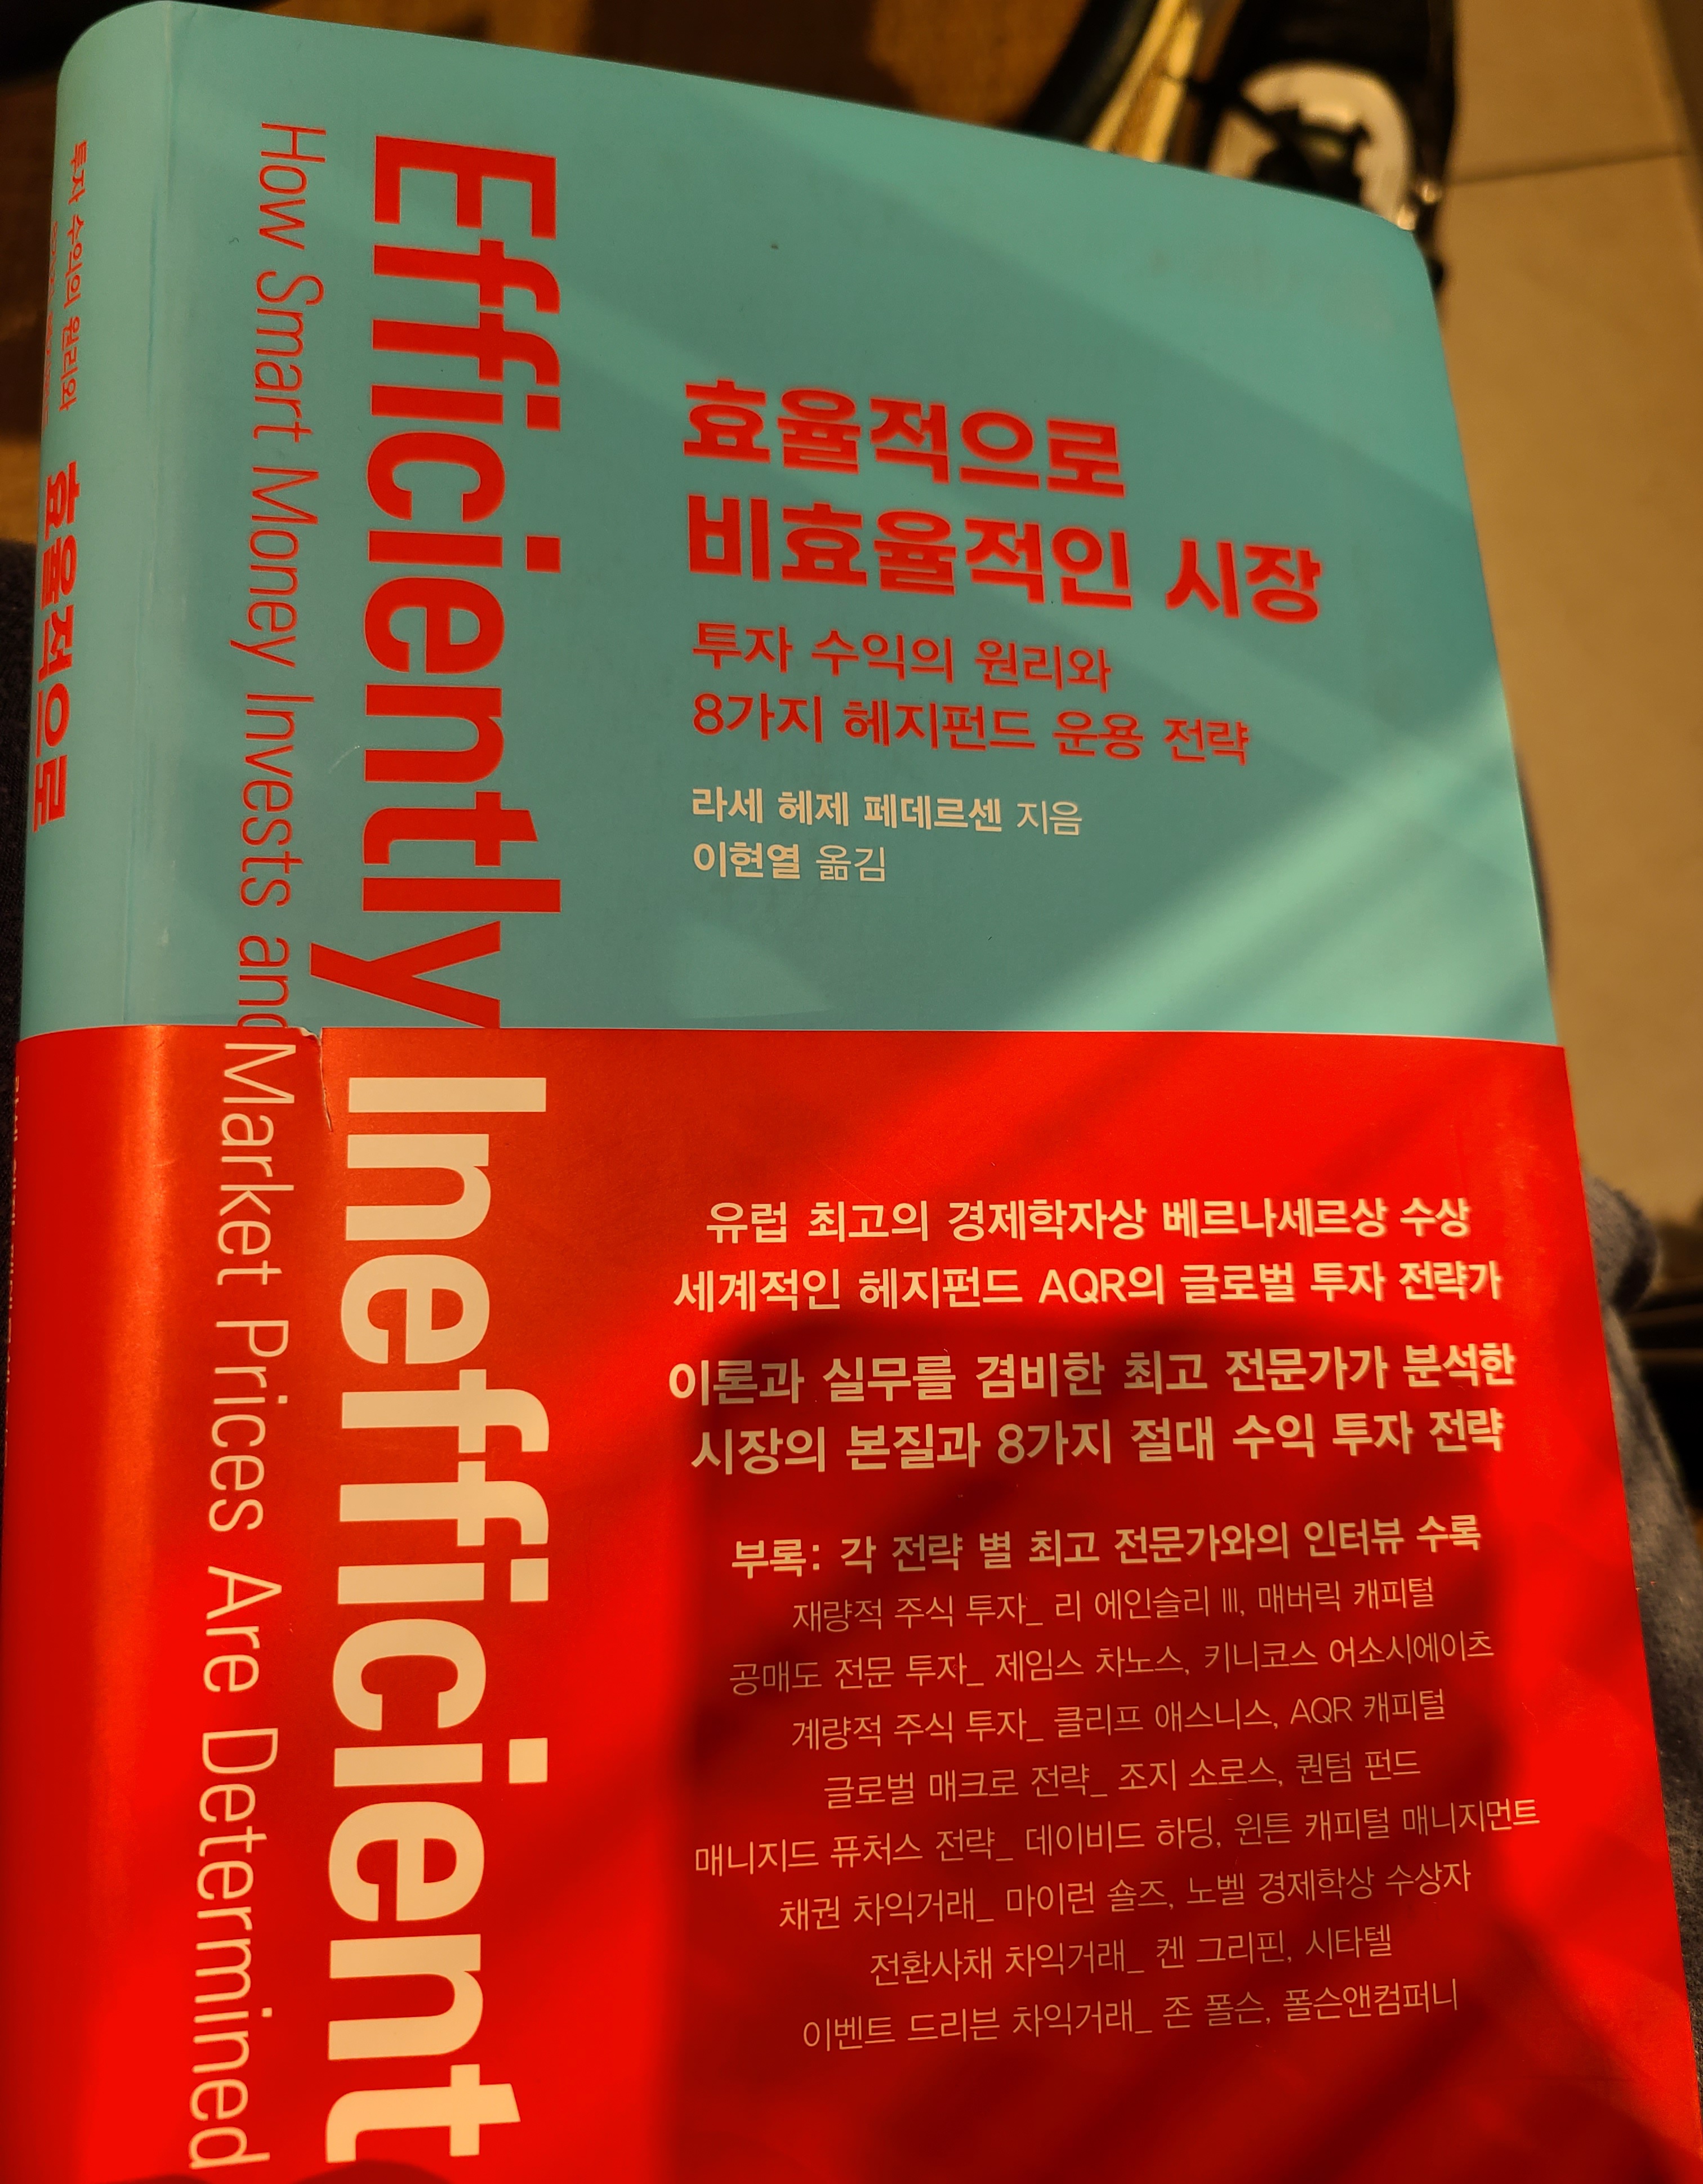 투자 수익의 원리와
효율적으로
How Smart Money Invests and Market Prices Are Determined
Efficiently Inefficient
효율적으로
비효율적인 시장
투자 수익의 원리와
8가지 헤지펀드 운용 전략
라세 헤제 페데르센 지음
이현열 옮김
유럽 최고의 경제학자상 베르나세르상 수상
세계적인 헤지펀드 AQR의 글로벌 투자 전략가
이론과 실무를 겸비한 최고 전문가가 분석한
시장의 본질과 8가지 절대 수익 투자 전략
부록: 각 전략 별 최고 전문가와의 인터뷰 수록
재량적 주식 투자_ 리 에인슬리 III, 매버릭 캐피털
공매도 전문 투자_ 제임스 차노스, 키니코스 어소시에이츠
계량적 주식 투자_ 클리프 애스니스, AQR 캐피털
글로벌 매크로 전략_ 조지 소로스, 퀀텀 펀드
매니지드 퓨처스 전략_ 데이비드 하딩, 윈튼 캐피털 매니지먼트
채권 차익거래_ 마이런 숄즈, 노벨 경제학상 수상자
전환사채 차익거래_ 켄 그리핀, 시타텔
이벤트 드리븐 차익거래_ 존 폴슨, 폴슨앤컴퍼니